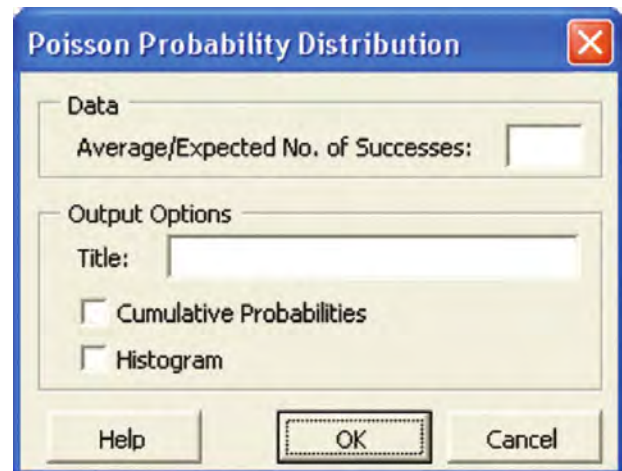 Poisson Probability Distribution
Data
Average/Expected No. of Successes:
Output Options
Title:
Cumulative Probabilities
Histogram
Help
OK
Cancel